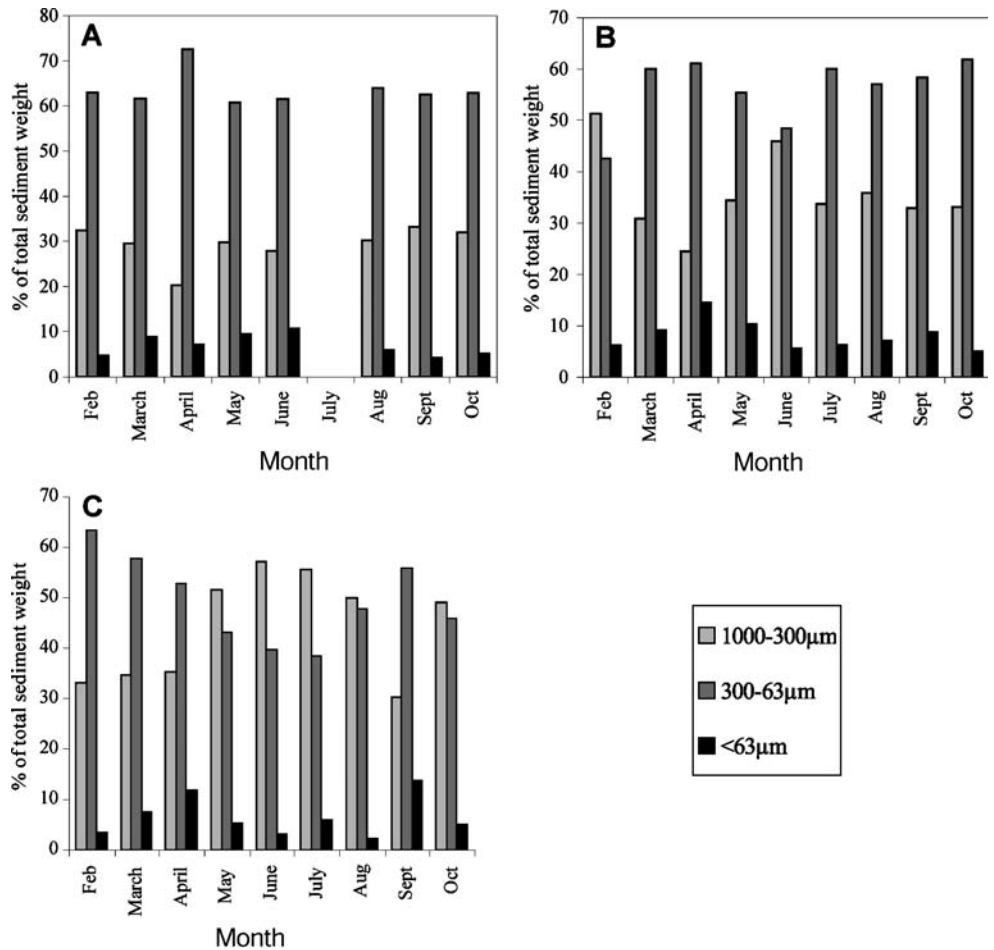 A
% of total sediment weight
80
70
60
50
40
30
20
10
0
Feb
March
April
May
June
July
Aug
Sept
Oct
Month
B
% of total sediment weight
70
60
50
40
30
20
10
0
Feb
March
April
May
June
July
Aug
Sept
Oct
Month
C
% of total sediment weight
70
60
50
40
30
20
10
0
Feb
March
April
May
June
July
Aug
Sept
Oct
Month
1000-300µm
300-63µm
<63µm